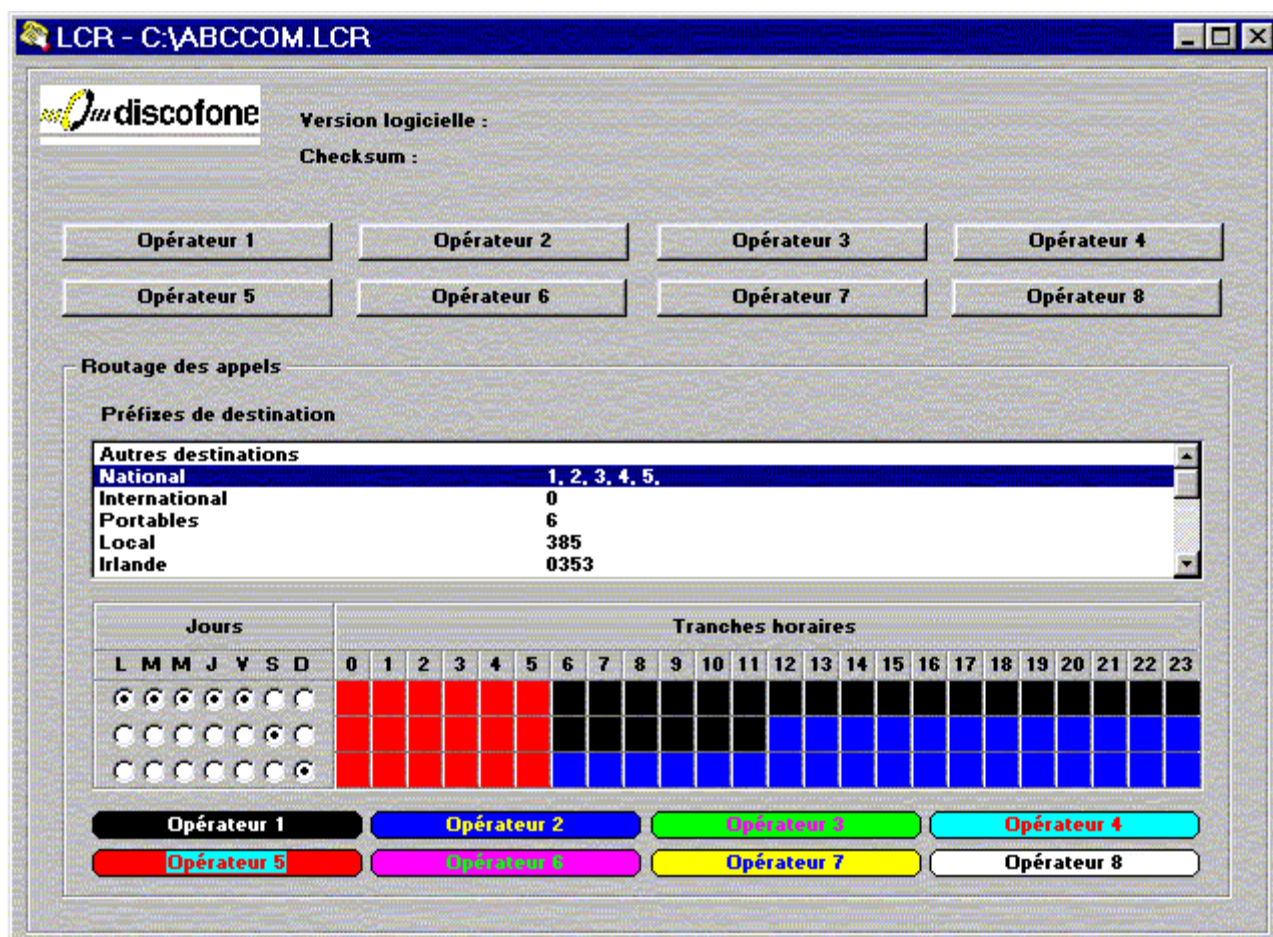 LCR - C:\ABCCOM.LCR
discofone
Version logicielle :
Checksum :
Opérateur 1 Opérateur 2 Opérateur 3 Opérateur 4
Opérateur 5 Opérateur 6 Opérateur 7 Opérateur 8
Routage des appels
Préfixes de destination
Autres destinations
National 1, 2, 3, 4, 5,
International 0
Portables 6
Local 385
Irlande 0353
Jours Tranches horaires
L M M J V S D 0 1 2 3 4 5 6 7 8 9 10 11 12 13 14 15 16 17 18 19 20 21 22 23
Opérateur 1 Opérateur 2 Opérateur 3 Opérateur 4
Opérateur 5 Opérateur 6 Opérateur 7 Opérateur 8